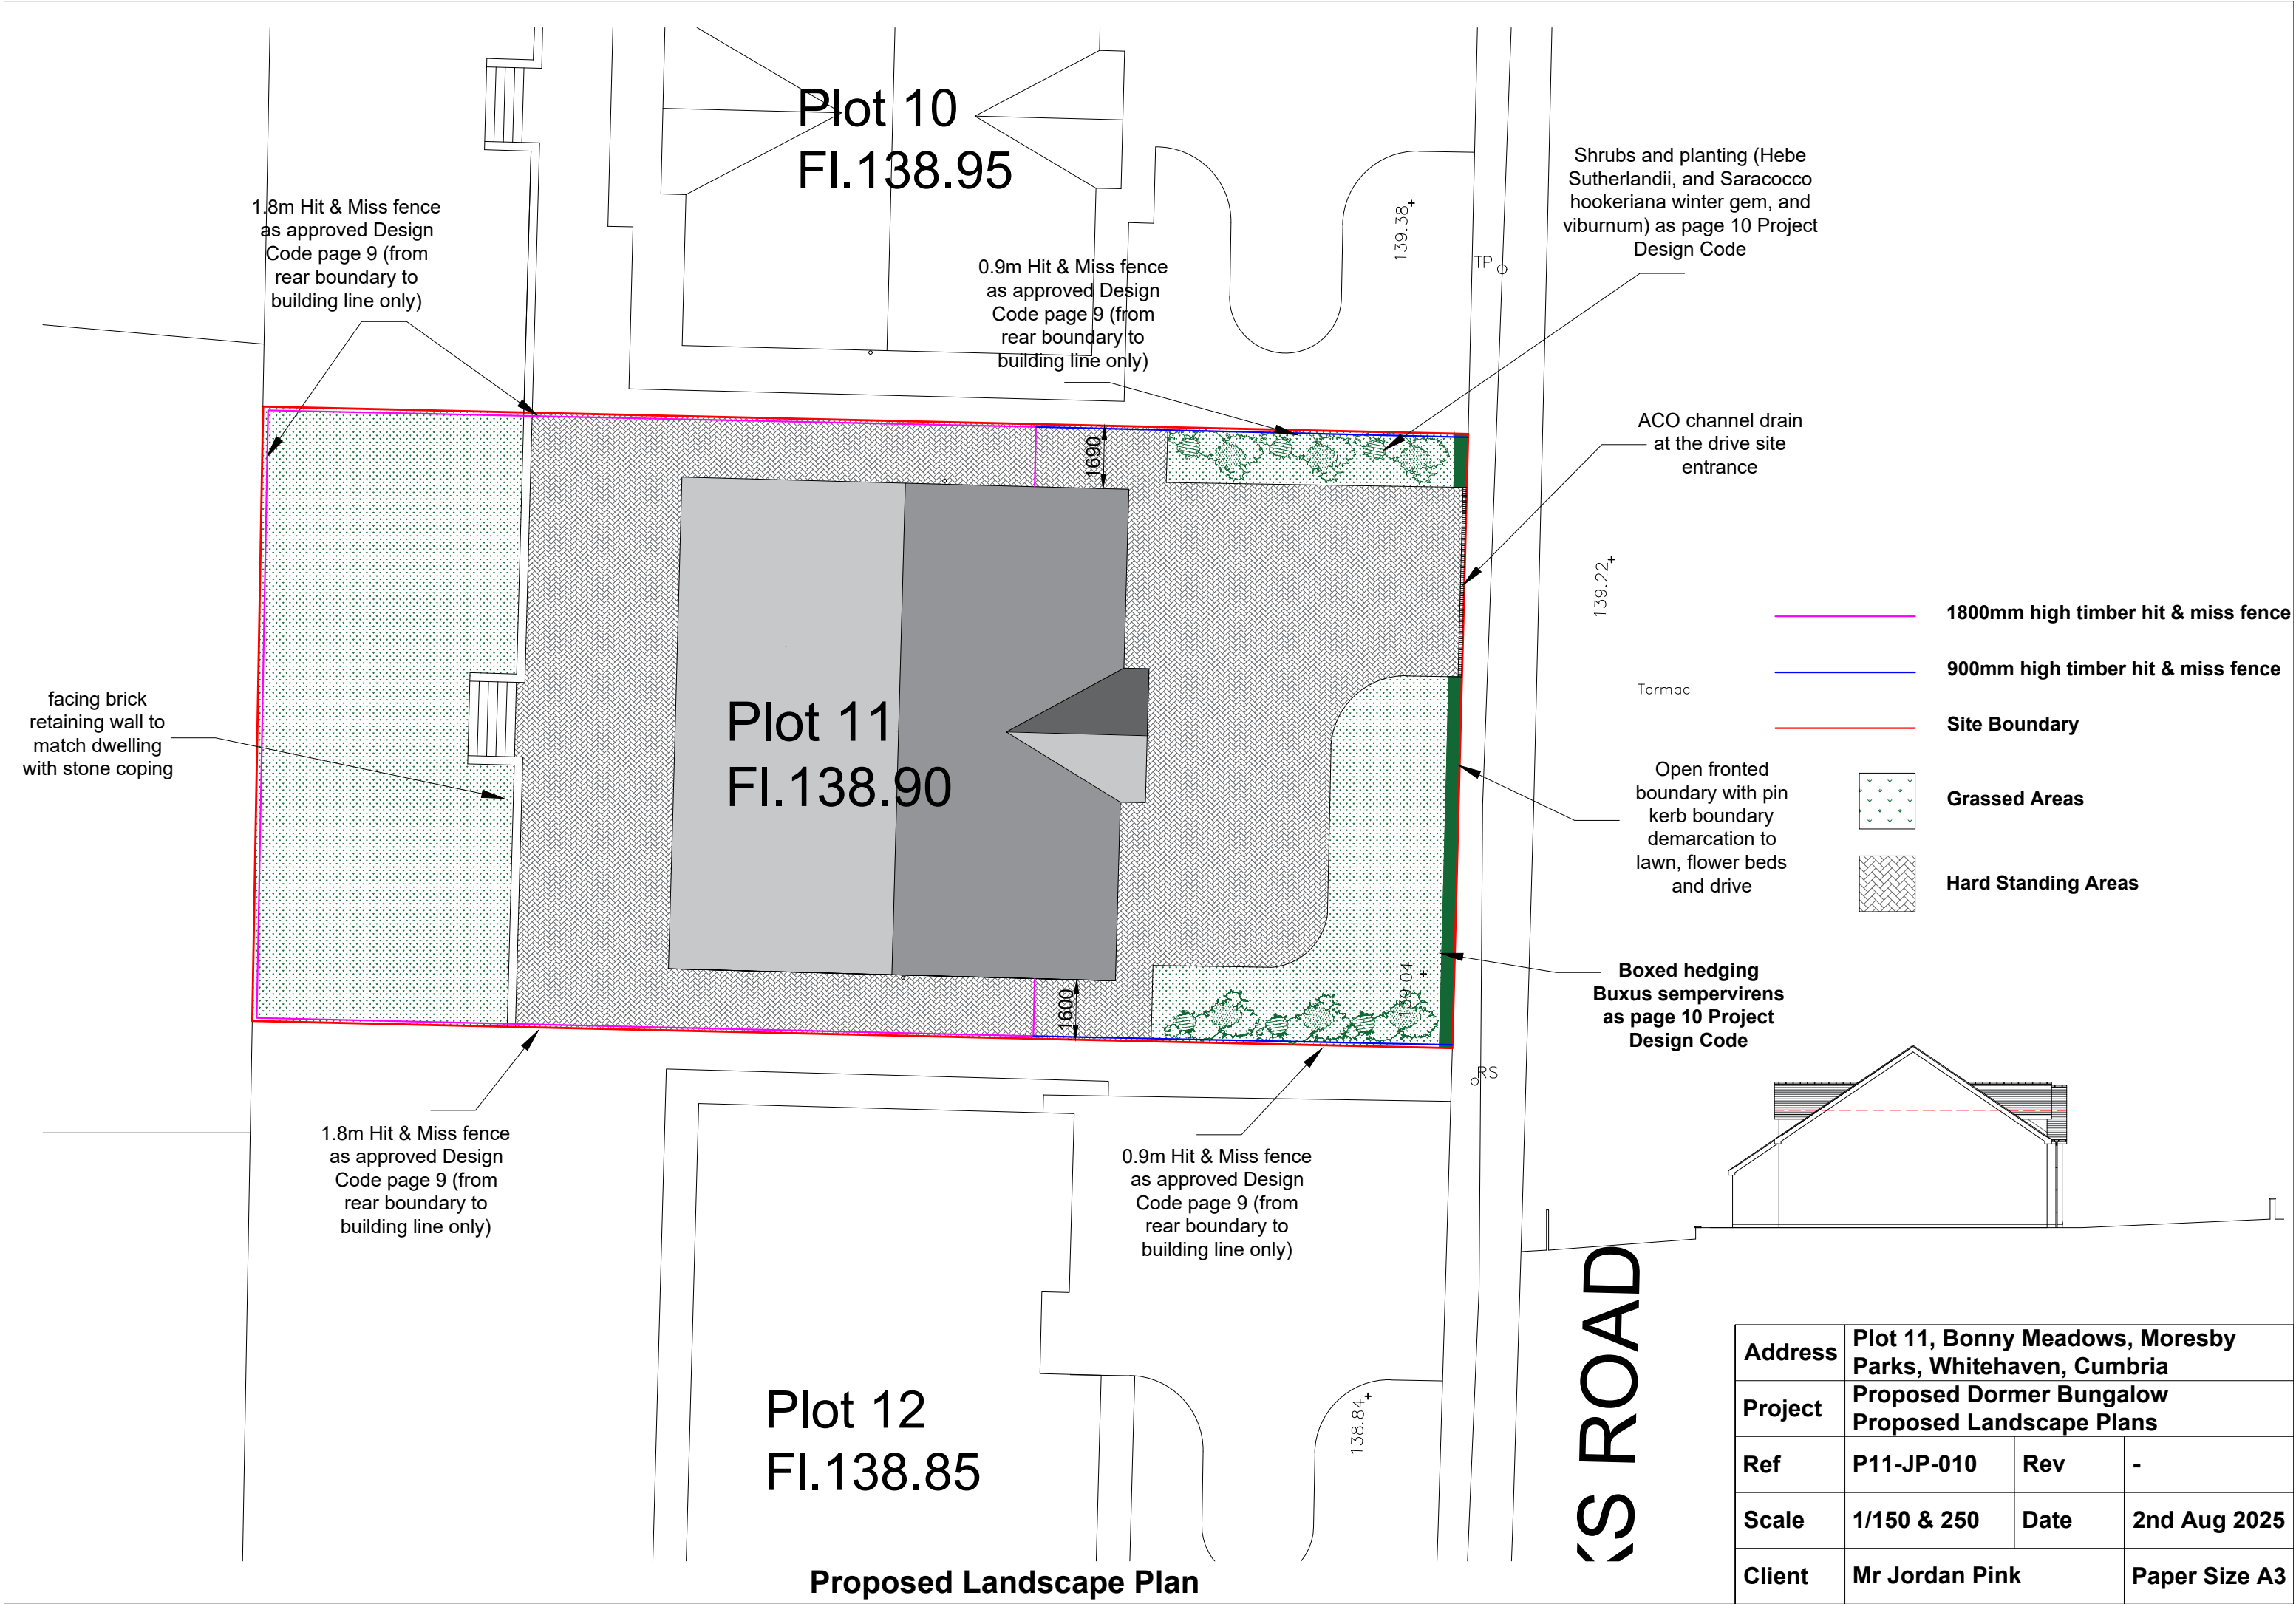 Plot 10
Fl.138.95
1.8m Hit & Miss fence
as approved Design
Code page 9 (from
rear boundary to
building line only)
0.9m Hit & Miss fence
as approved Design
Code page 9 (from
rear boundary to
building line only)
139.38
TP
Shrubs and planting (Hebe
Sutherlandii, and Saracocco
hookeriana winter gem, and
viburnum) as page 10 Project
Design Code
ACO channel drain
at the drive site
entrance
1690
139.22
1800mm high timber hit & miss fence
900mm high timber hit & miss fence
Tarmac
Site Boundary
Grassed Areas
Hard Standing Areas
facing brick
retaining wall to
match dwelling
with stone coping
Plot 11
Fl.138.90
Open fronted
boundary with pin
kerb boundary
demarcation to
lawn, flower beds
and drive
Boxed hedging
Buxus sempervirens
as page 10 Project
Design Code
139.04
1600
RS
1.8m Hit & Miss fence
as approved Design
Code page 9 (from
rear boundary to
building line only)
0.9m Hit & Miss fence
as approved Design
Code page 9 (from
rear boundary to
building line only)
Plot 12
Fl.138.85
138.84
KS ROAD
Proposed Landscape Plan
Address Plot 11, Bonny Meadows, Moresby
Parks, Whitehaven, Cumbria
Project Proposed Dormer Bungalow
Proposed Landscape Plans
Ref P11-JP-010 Rev -
Scale 1/150 & 250 Date 2nd Aug 2025
Client Mr Jordan Pink Paper Size A3